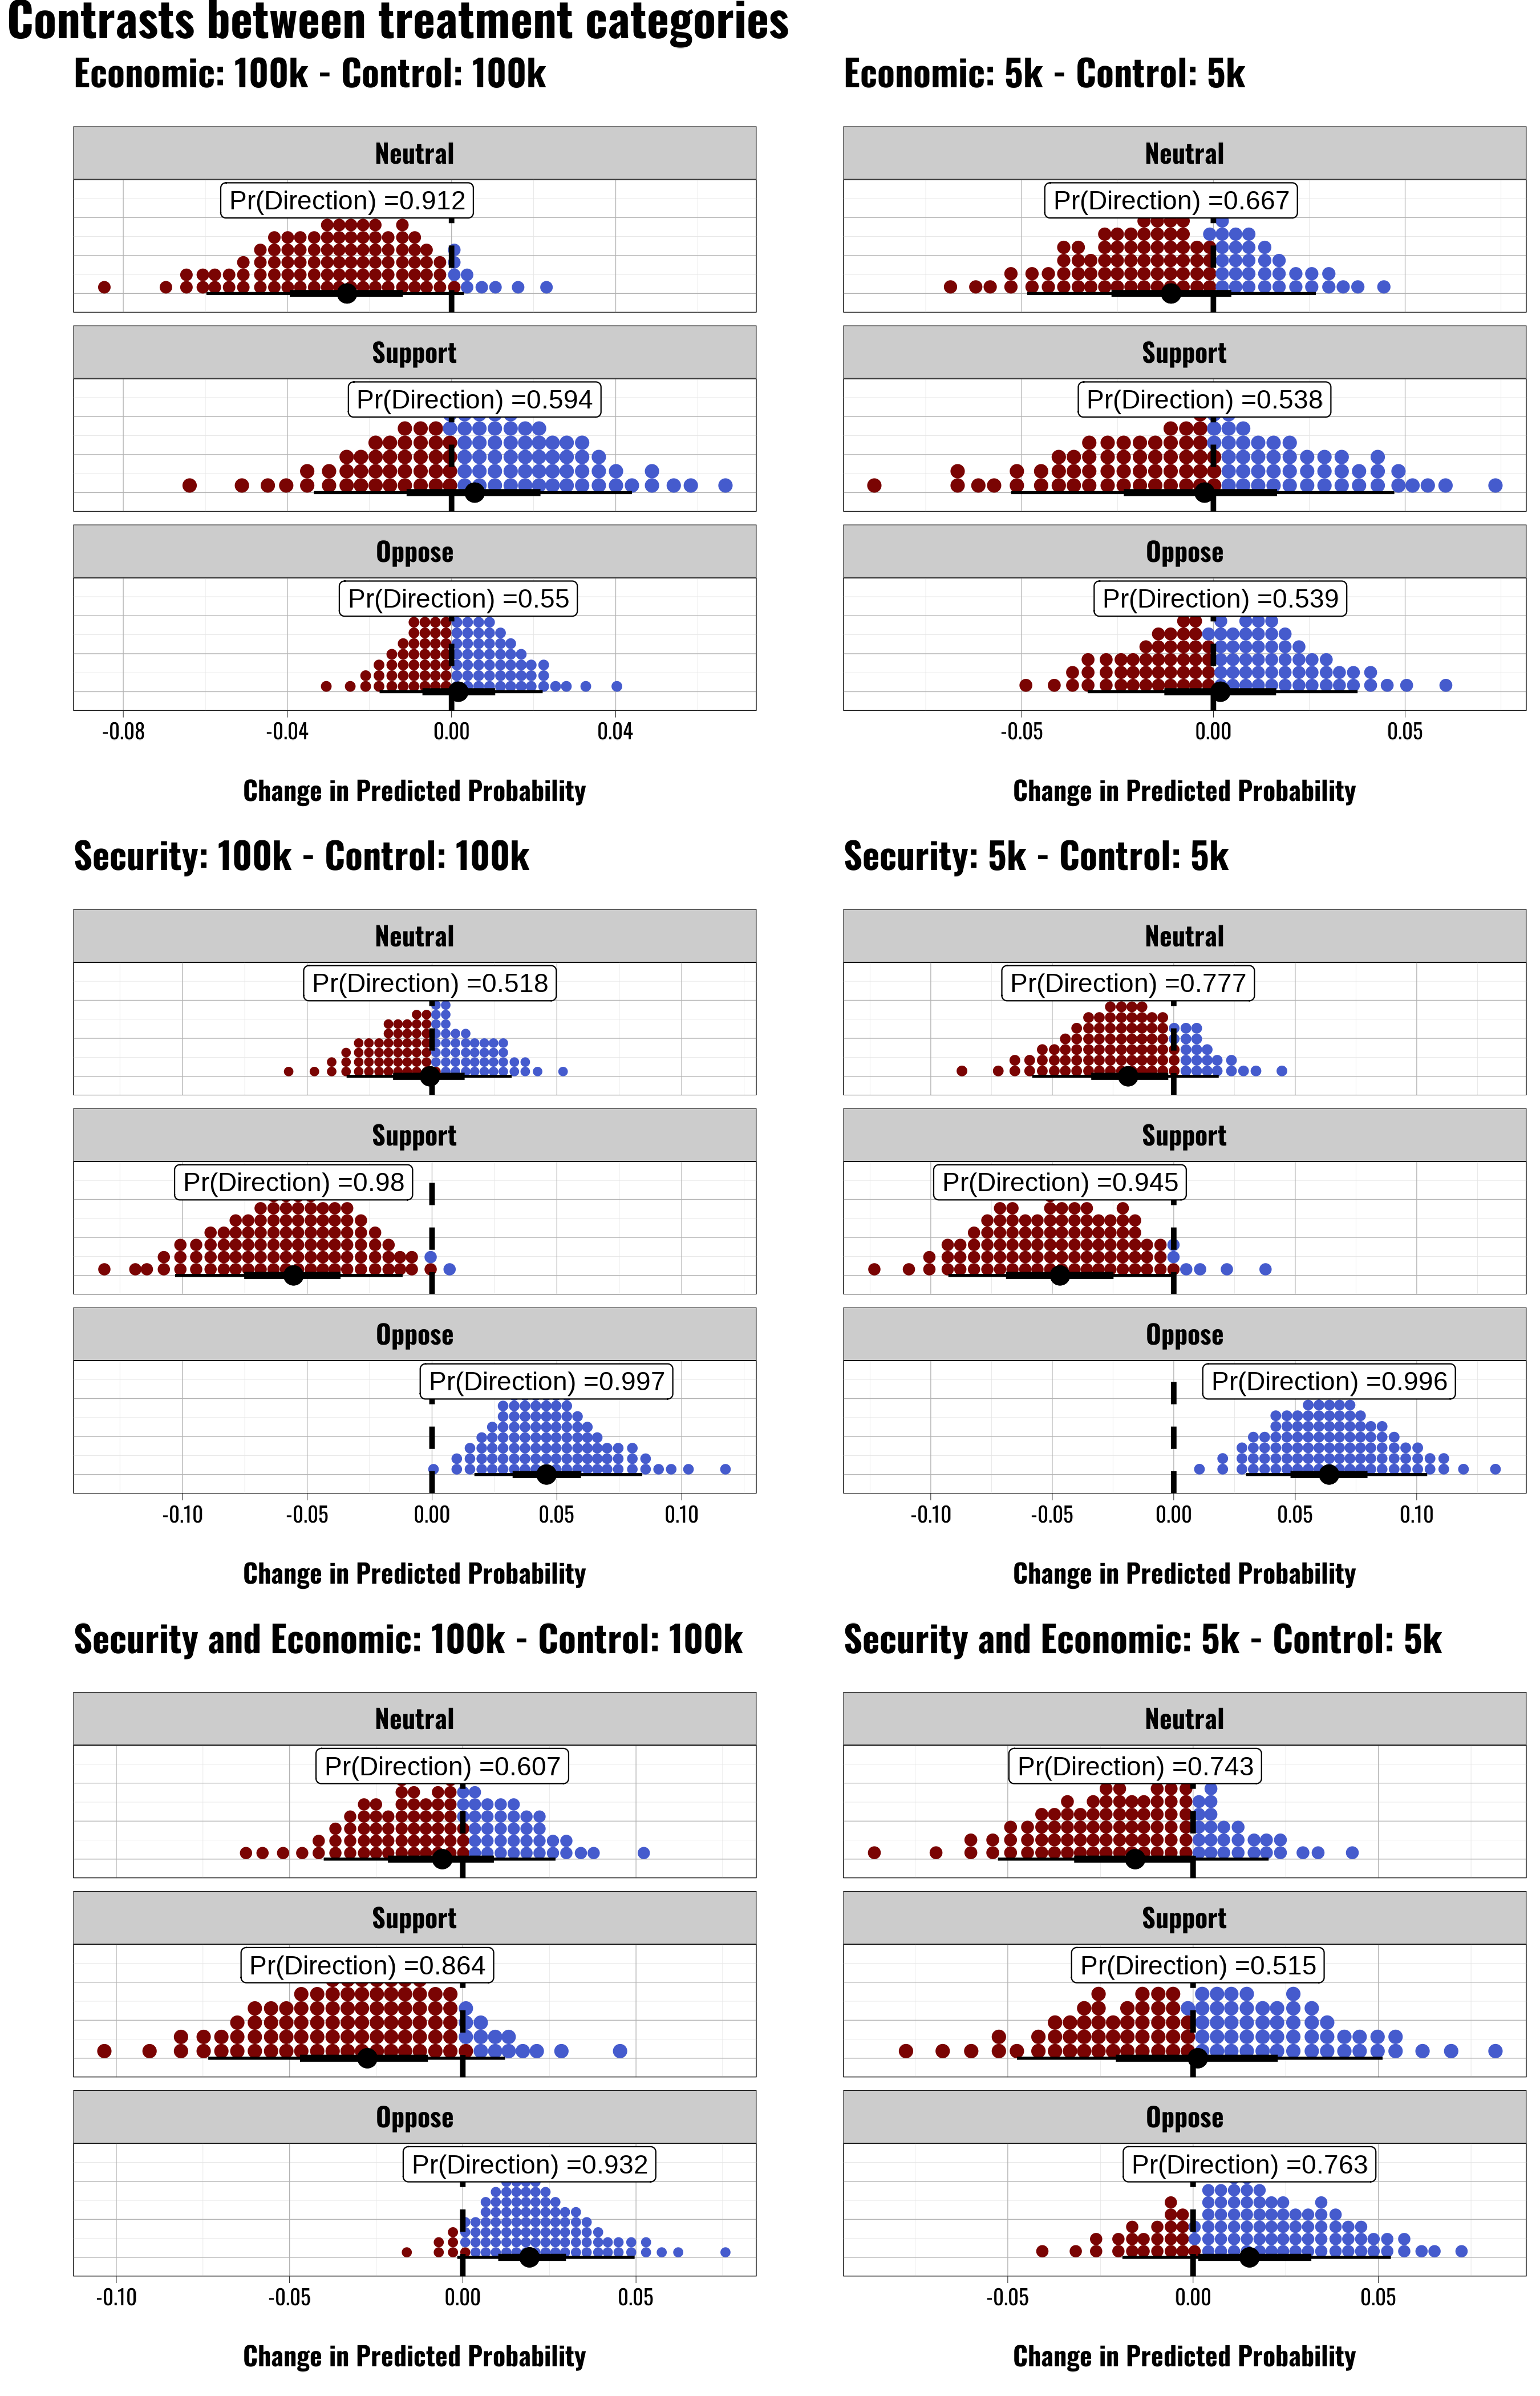 Contrasts between treatment categories
Economic: 100k - Control: 100k
Neutral
Pr(Direction) =0.912
Support
Pr(Direction) =0.594
Oppose
Pr(Direction) =0.55
-0.08 -0.04 0.00 0.04
Change in Predicted Probability
Economic: 5k - Control: 5k
Neutral
Pr(Direction) =0.667
Support
Pr(Direction) =0.538
Oppose
Pr(Direction) =0.539
-0.05 0.00 0.05
Change in Predicted Probability
Security: 100k - Control: 100k
Neutral
Pr(Direction) =0.518
Support
Pr(Direction) =0.98
Oppose
Pr(Direction) =0.997
-0.10 -0.05 0.00 0.05 0.10
Change in Predicted Probability
Security: 5k - Control: 5k
Neutral
Pr(Direction) =0.777
Support
Pr(Direction) =0.945
Oppose
Pr(Direction) =0.996
-0.10 -0.05 0.00 0.05 0.10
Change in Predicted Probability
Security and Economic: 100k - Control: 100k
Neutral
Pr(Direction) =0.607
Support
Pr(Direction) =0.864
Oppose
Pr(Direction) =0.932
-0.10 -0.05 0.00 0.05
Change in Predicted Probability
Security and Economic: 5k - Control: 5k
Neutral
Pr(Direction) =0.743
Support
Pr(Direction) =0.515
Oppose
Pr(Direction) =0.763
-0.05 0.00 0.05
Change in Predicted Probability